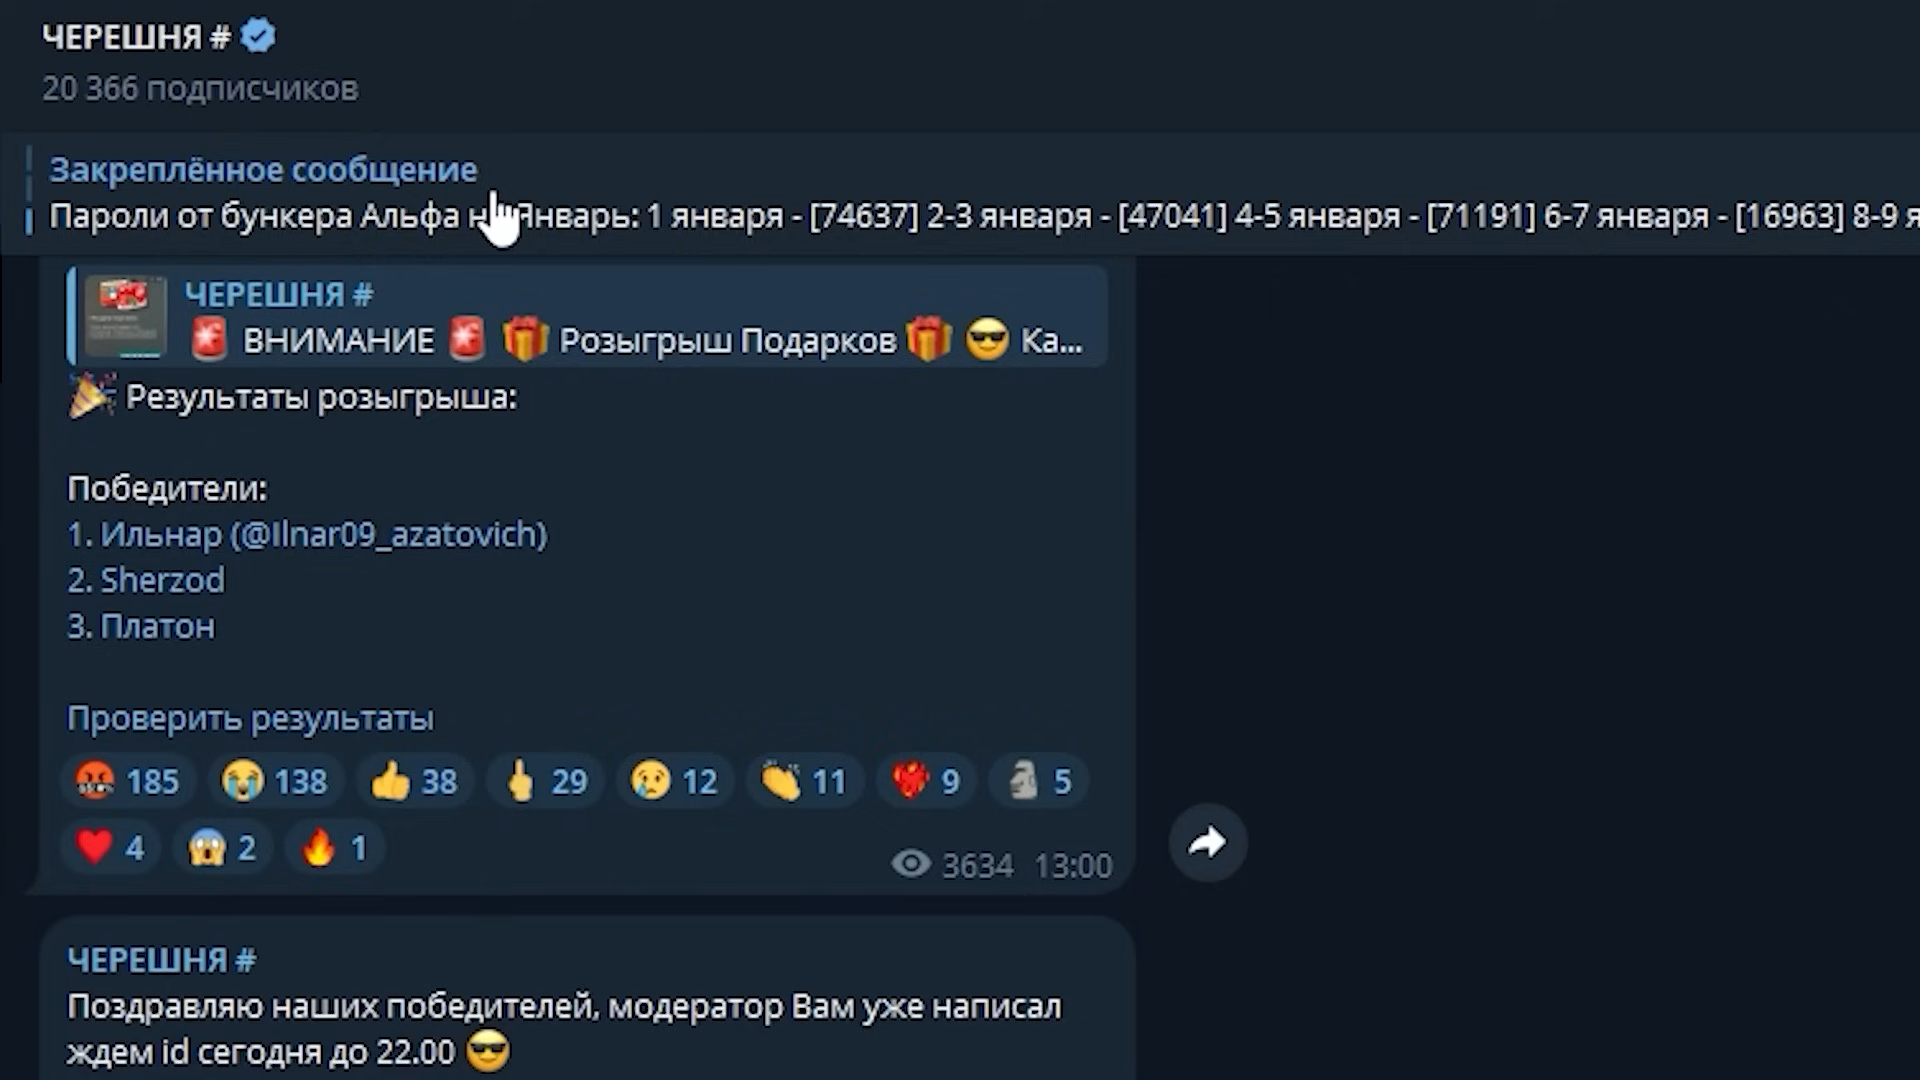 ЧЕРЕШНЯ #
20 366 подписчиков
Закреплённое сообщение
Пароли от бункера Альфа Январь: 1 января - [74637] 2-3 января - [47041] 4-5 января - [71191] 6-7 января - [16963] 8-9 я
ЧЕРЕШНЯ #
🚨 ВНИМАНИЕ 🚨 🎁 Розыгрыш Подарков 🎁 😎 Ка...
🎉 Результаты розыгрыша:
Победители:
1. Ильнар (@Ilnar09_azatovich)
2. Sherzod
3. Платон
Проверить результаты
185 138 38 29 12 11 9 5
4 2 1
3634 13:00
ЧЕРЕШНЯ #
Поздравляю наших победителей, модератор Вам уже написал
ждем id сегодня до 22.00 😎